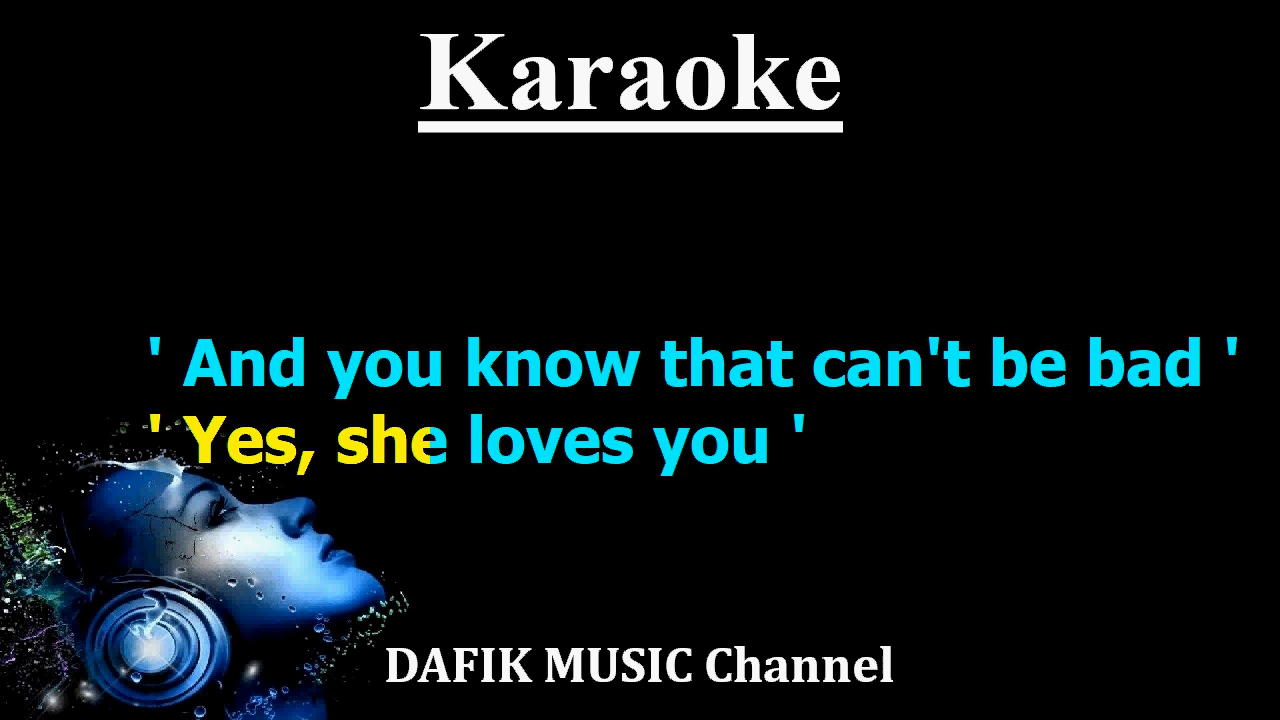 Karaoke
' And you know that can't be bad '
' Yes, she loves you '
DAFIK MUSIC Channel